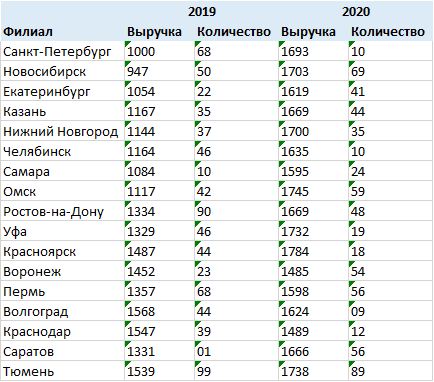 2019 2020
Филиал Выручка Количество Выручка Количество
Санкт-Петербург 1000 68 1693 10
Новосибирск 947 50 1703 69
Екатеринбург 1054 22 1619 41
Казань 1167 35 1669 44
Нижний Новгород 1144 37 1700 35
Челябинск 1164 46 1635 10
Самара 1084 10 1595 24
Омск 1117 42 1745 59
Ростов-на-Дону 1334 90 1669 48
Уфа 1329 46 1732 19
Красноярск 1487 44 1784 18
Воронеж 1452 23 1485 54
Пермь 1357 68 1598 56
Волгоград 1568 44 1624 09
Краснодар 1547 39 1489 12
Саратов 1331 01 1666 56
Тюмень 1539 99 1738 89